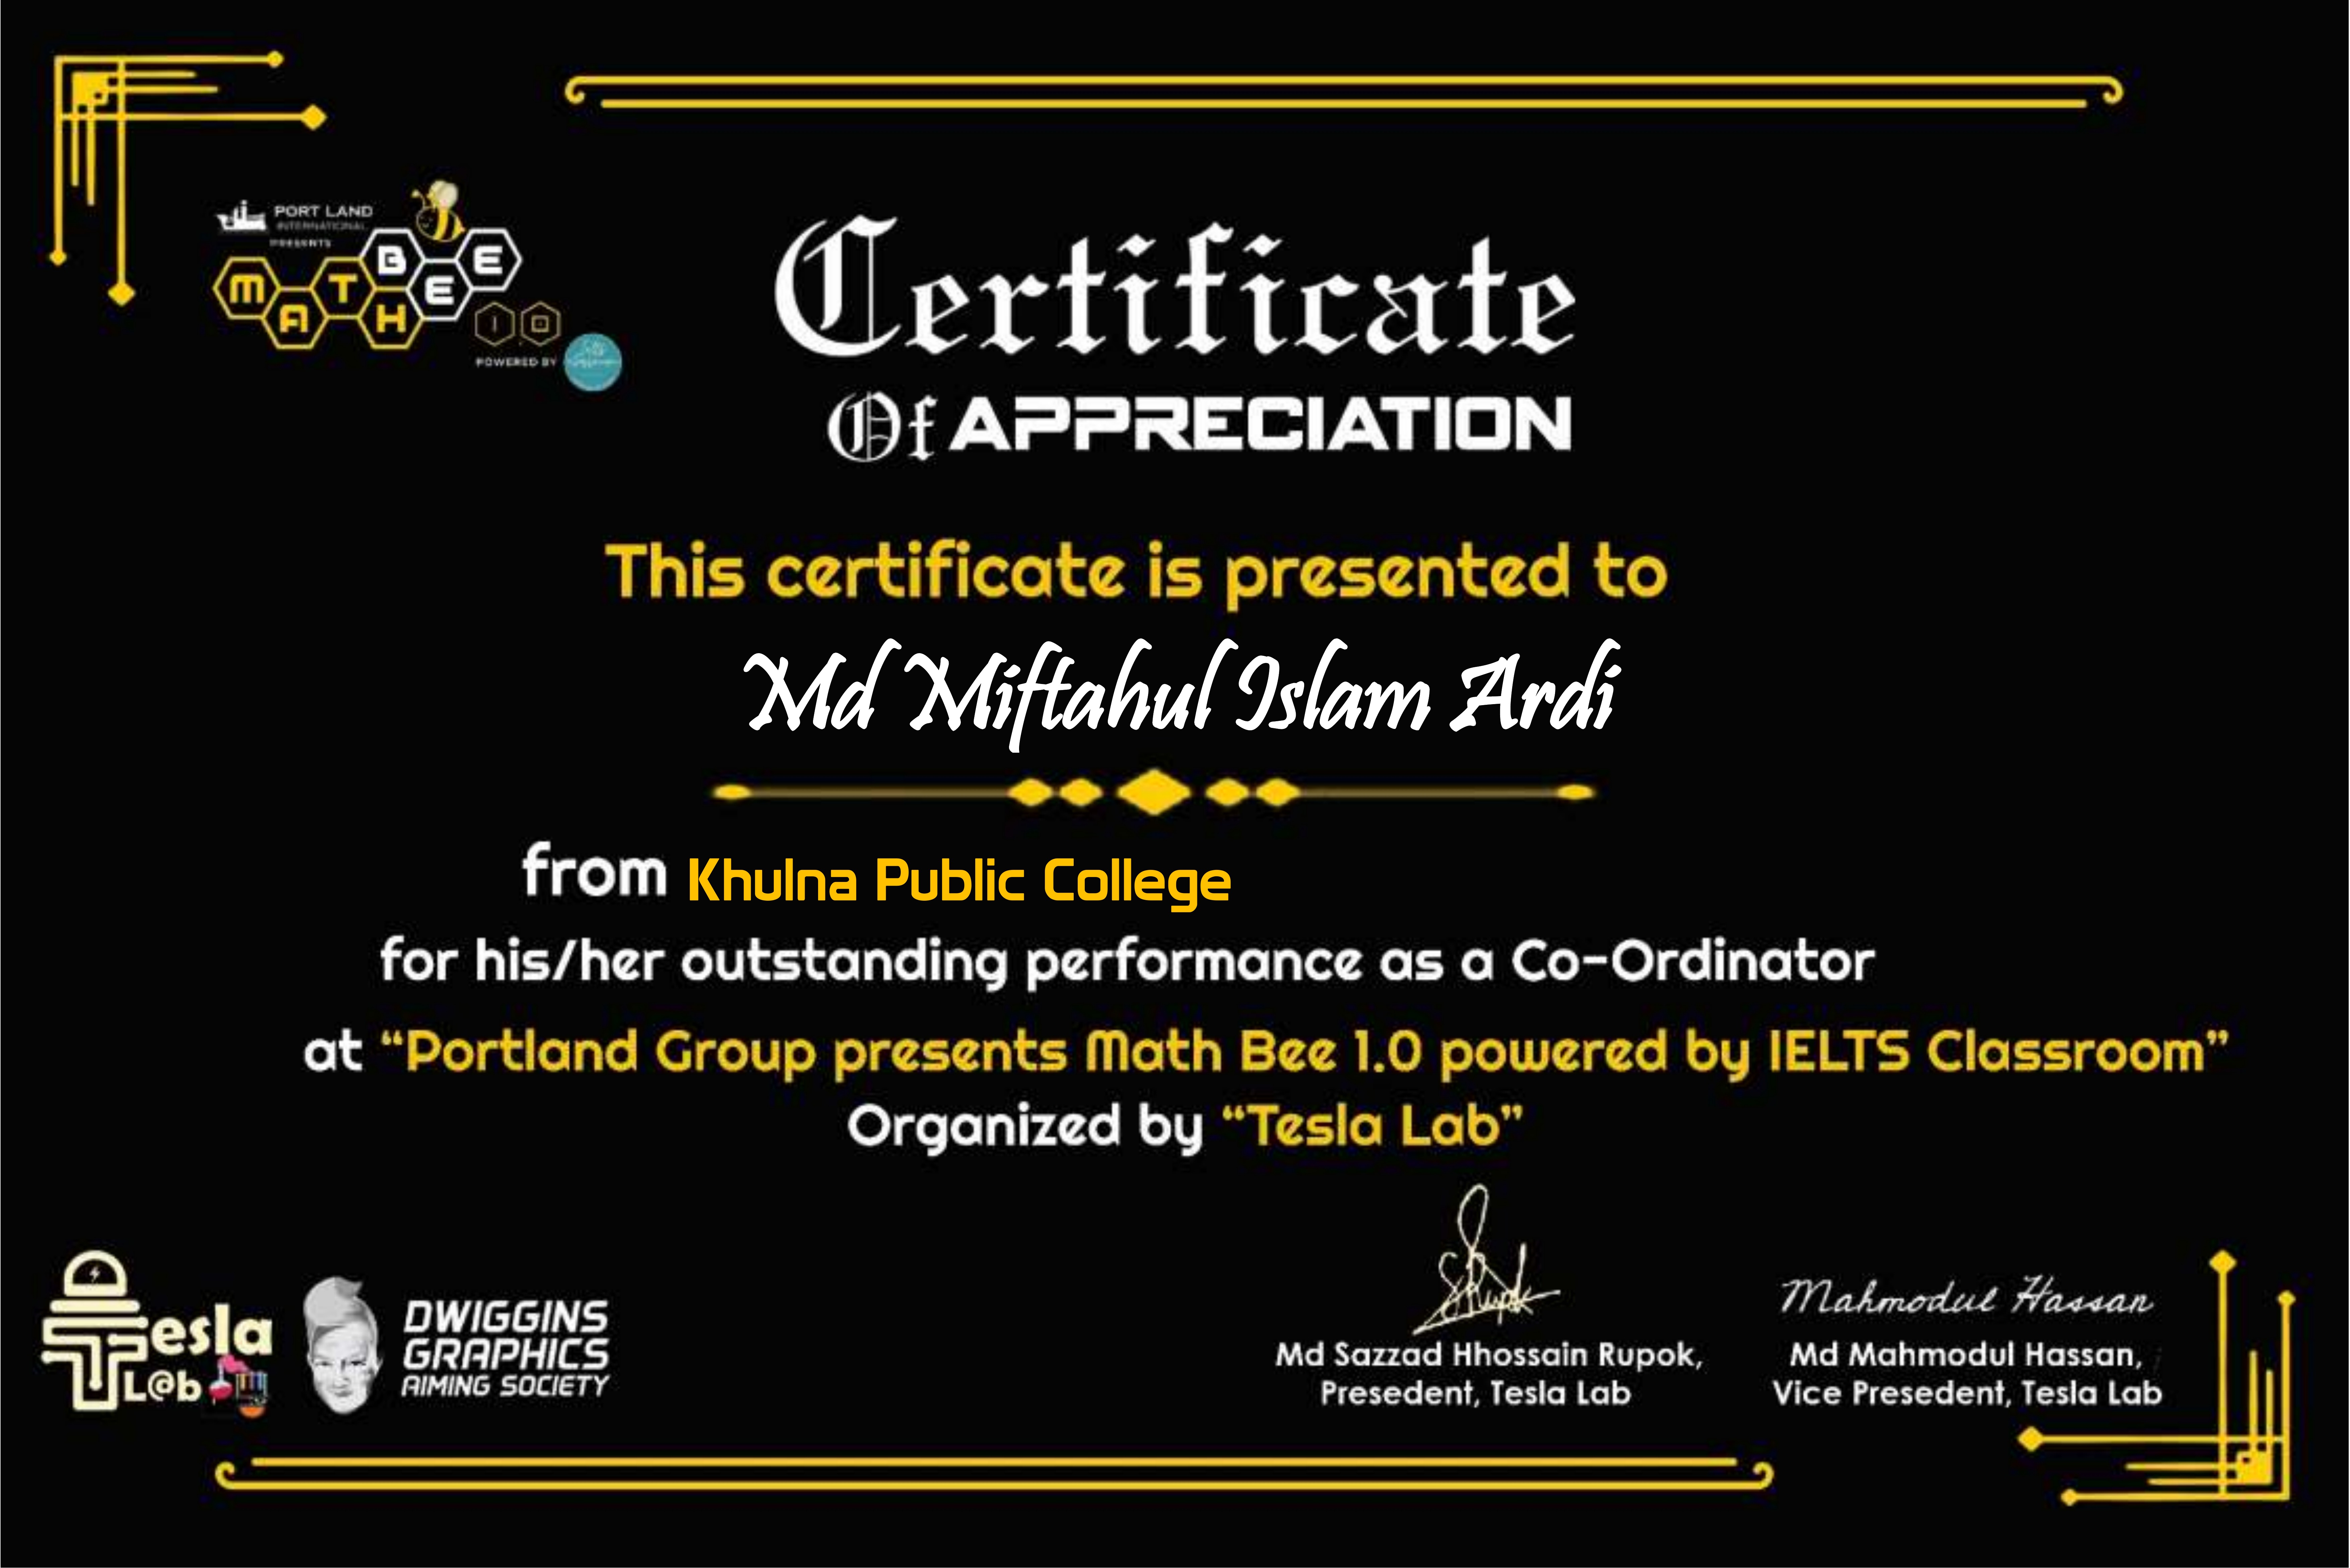 PORT LAND
INTERNATIONAL
PRESENTS
MATH BEE
1.0
POWERED BY
Certificate
Of APPRECIATION
This certificate is presented to
Md Miftahul Islam Ardi
from Khulna Public College
for his/her outstanding performance as a Co-Ordinator
at “Portland Group presents Math Bee 1.0 powered by IELTS Classroom”
Organized by “Tesla Lab”
Tesla
L@b
DWIGGINS
GRAPHICS
AIMING SOCIETY
Mahmodul Hassan
Md Sazzad Hhossain Rupok,
Presedent, Tesla Lab
Md Mahmodul Hassan,
Vice Presedent, Tesla Lab